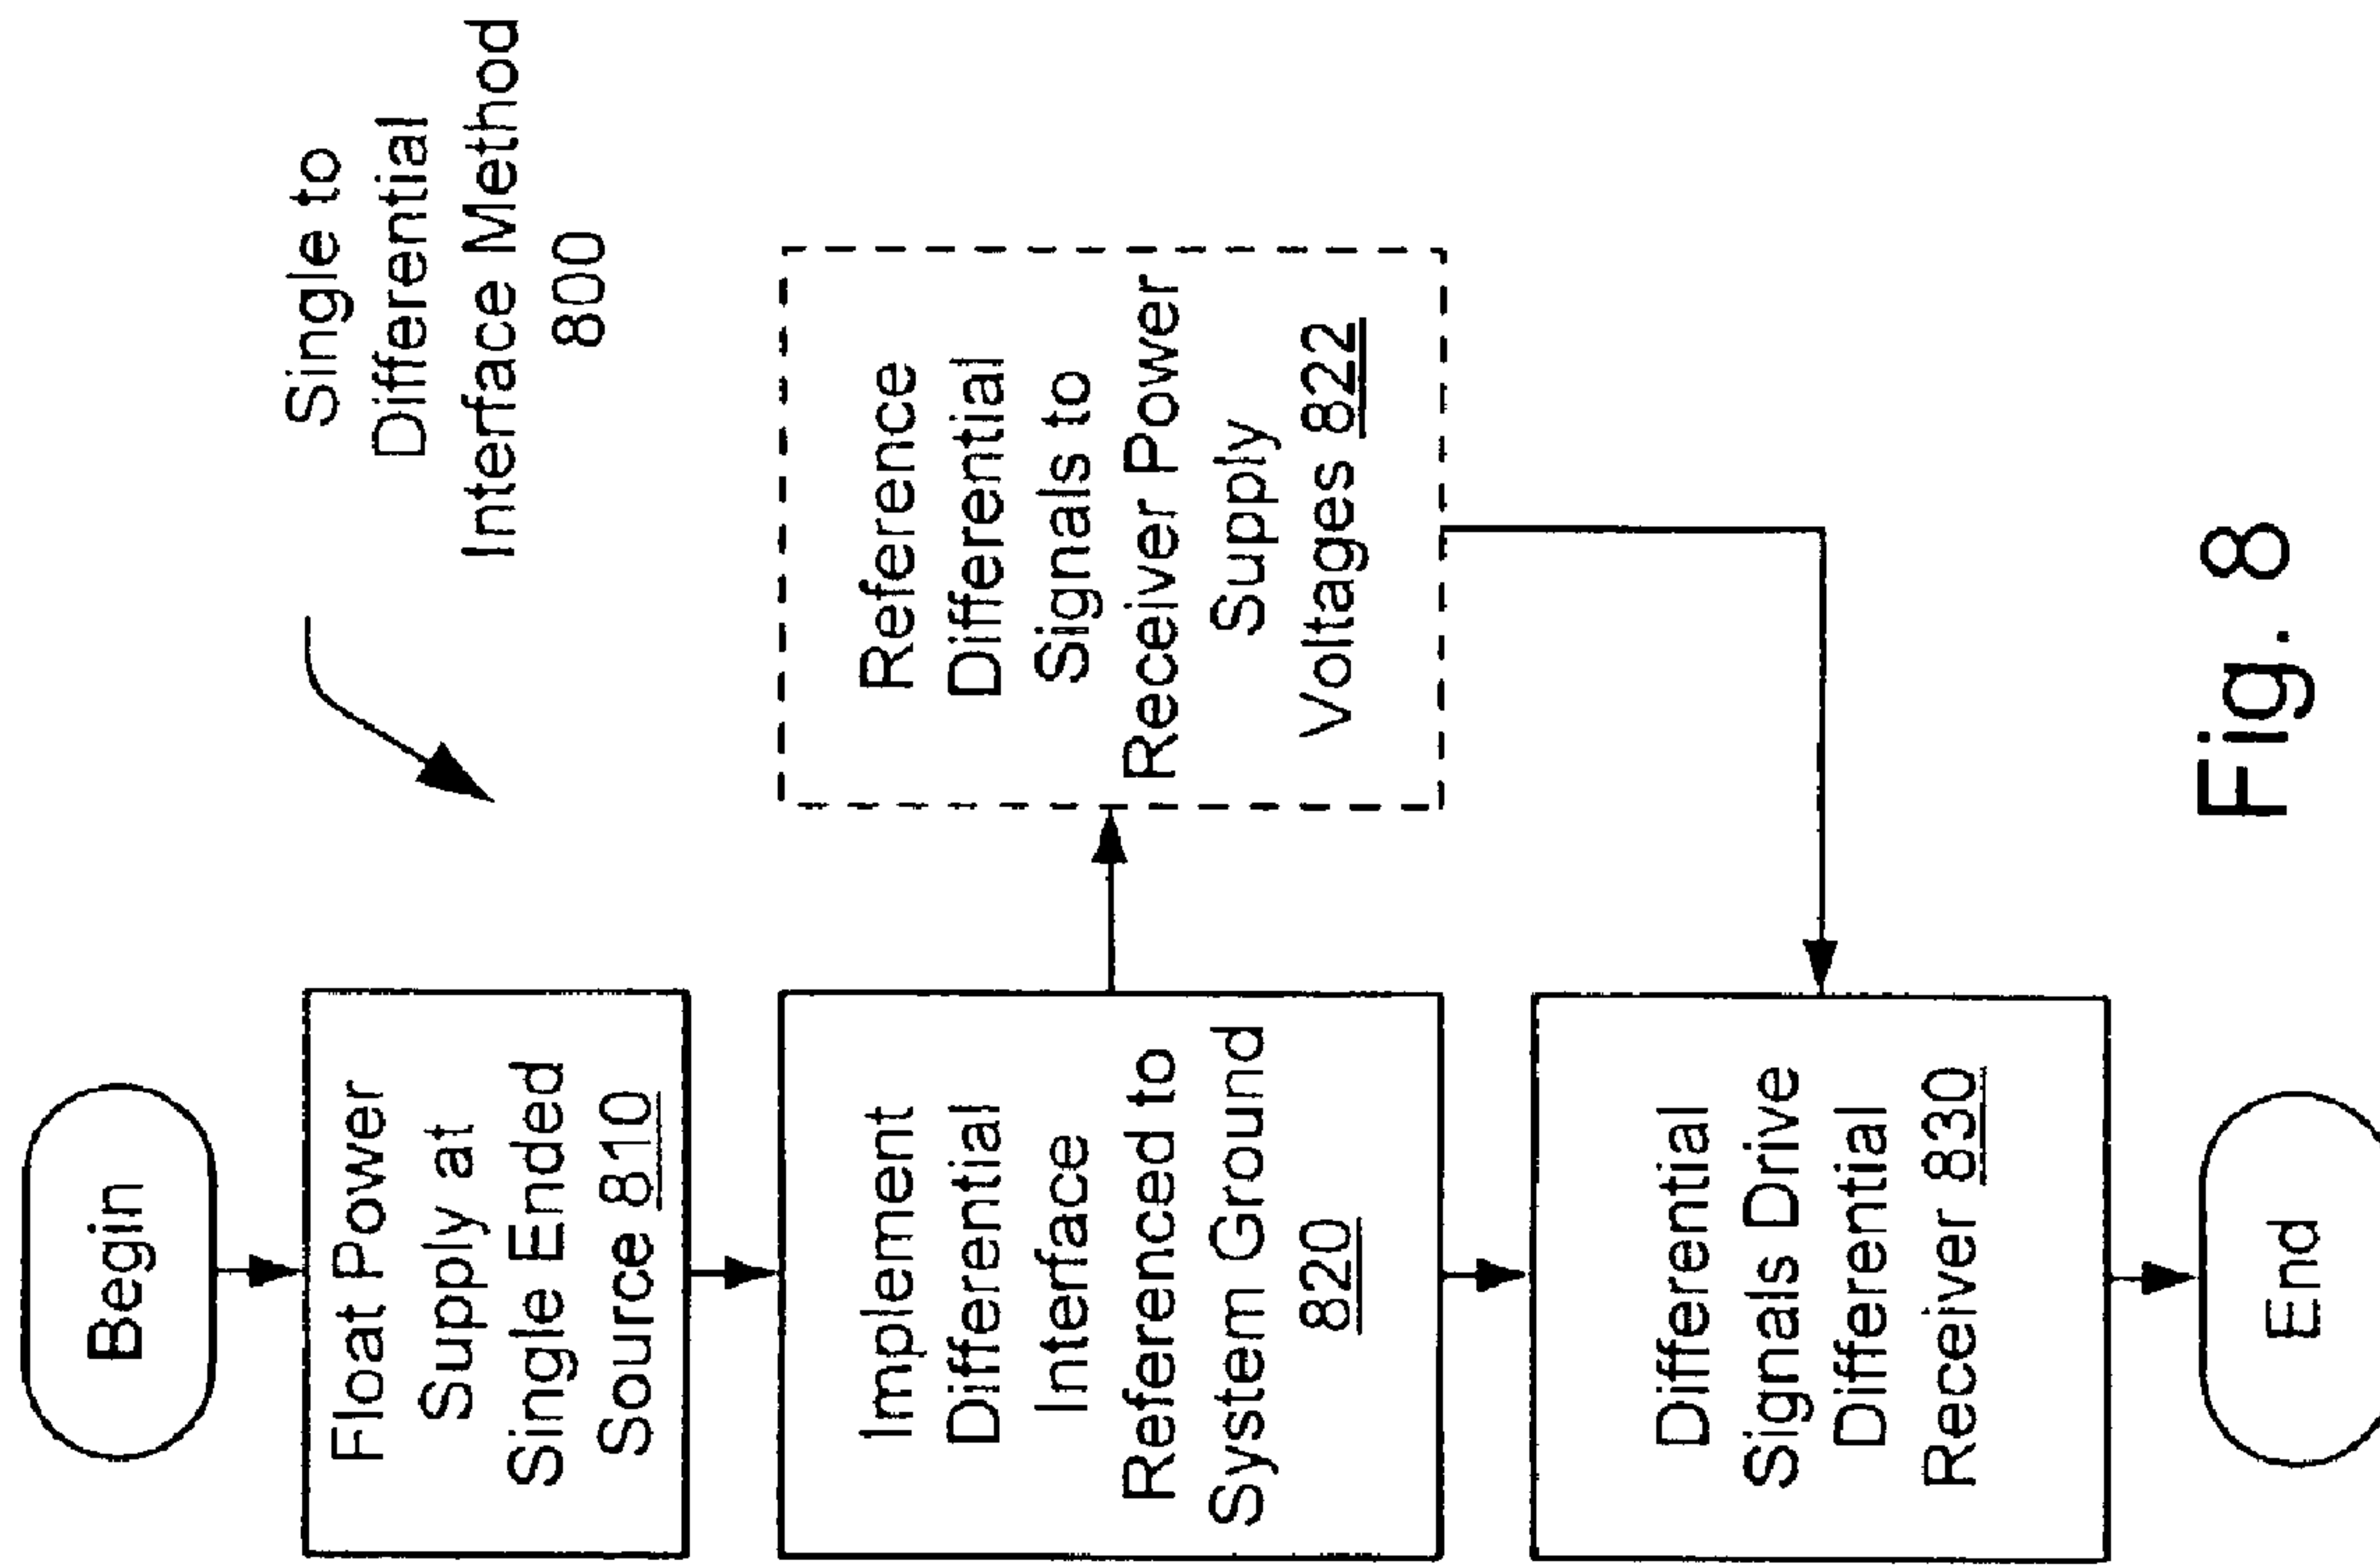 Single to
Differential
Interface Method
800
Begin
Float Power
Supply at
Single Ended
Source 810
Implement
Differential
Interface
Referenced to
System Ground
820
Reference
Differential
Signals to
Receiver Power
Supply
Voltages 822
Differential
Signals Drive
Differential
Receiver 830
End
Fig. 8